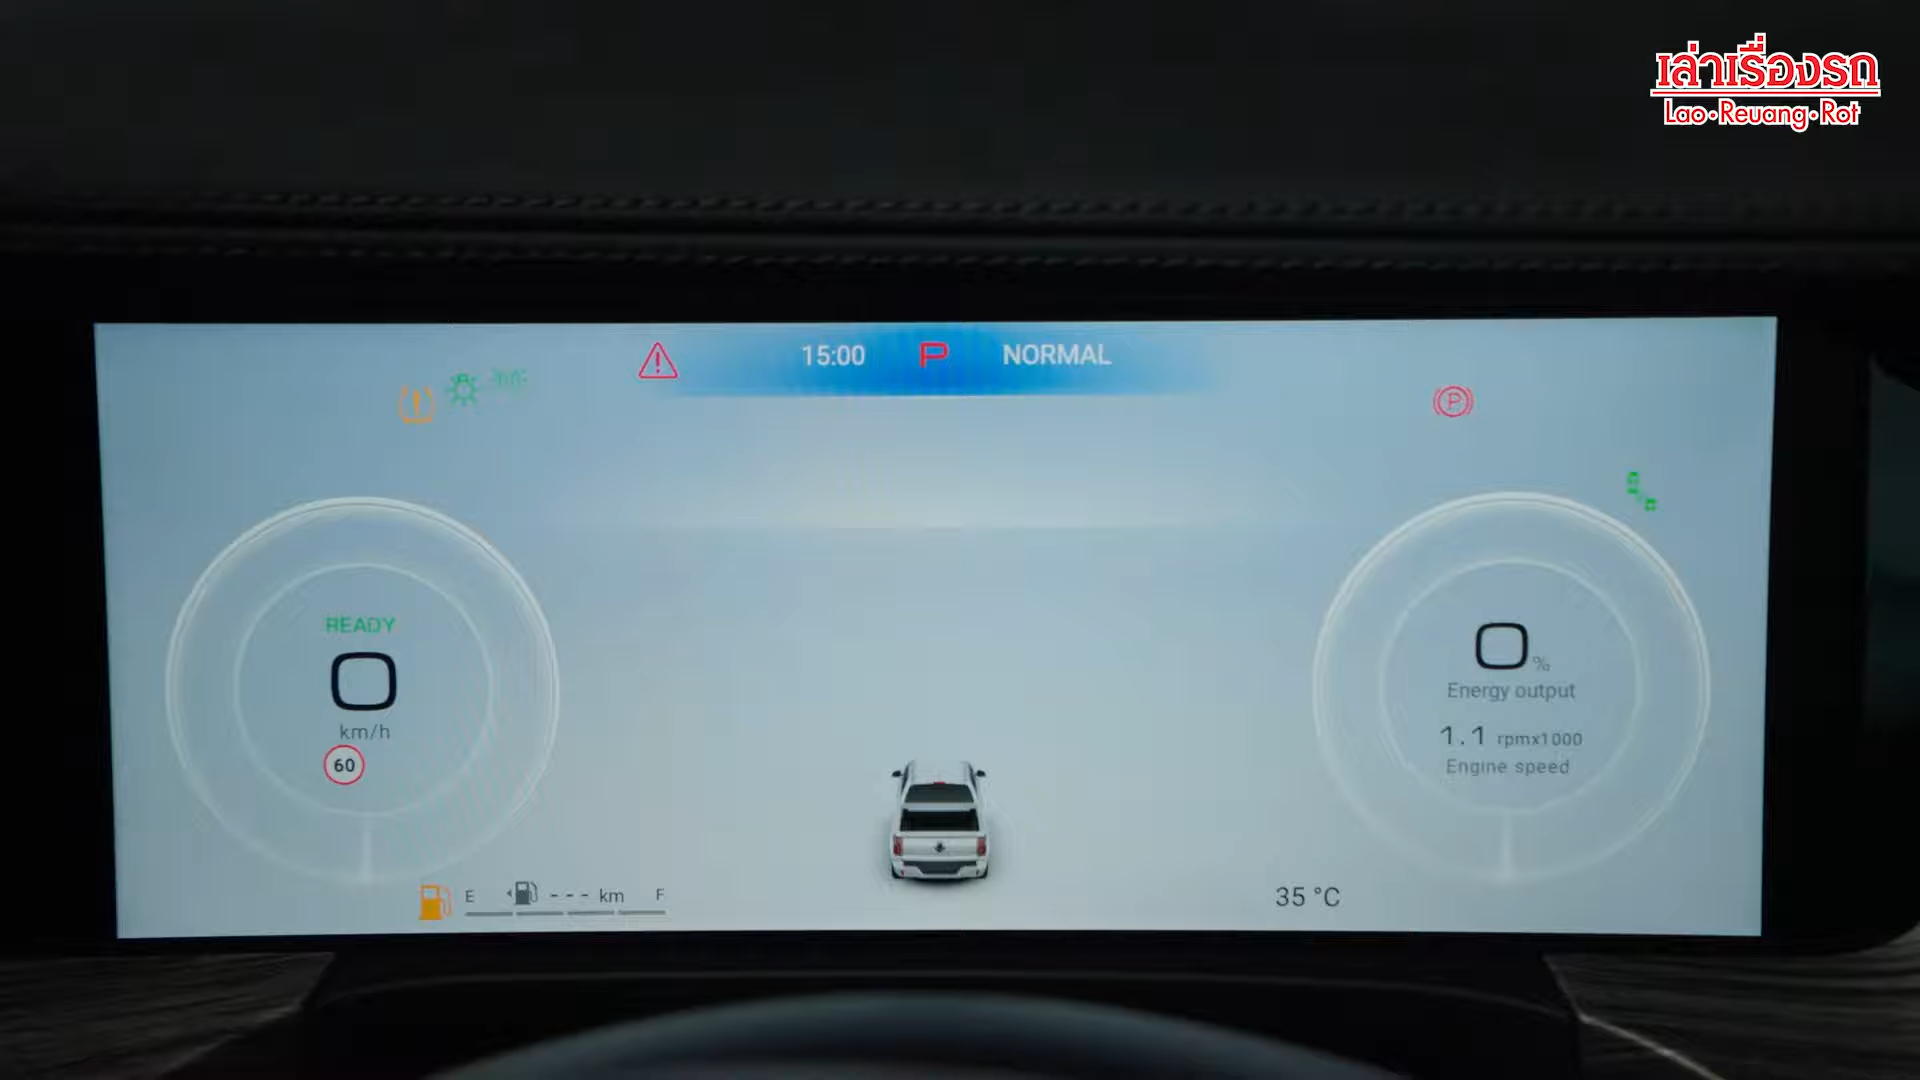 เล่าเรื่องรถ
Lao•Reuang•Rot
15:00 P NORMAL
P
READY
0
km/h
60
0 %
Energy output
1.1 rpmx1000
Engine speed
E --- km F
35 °C